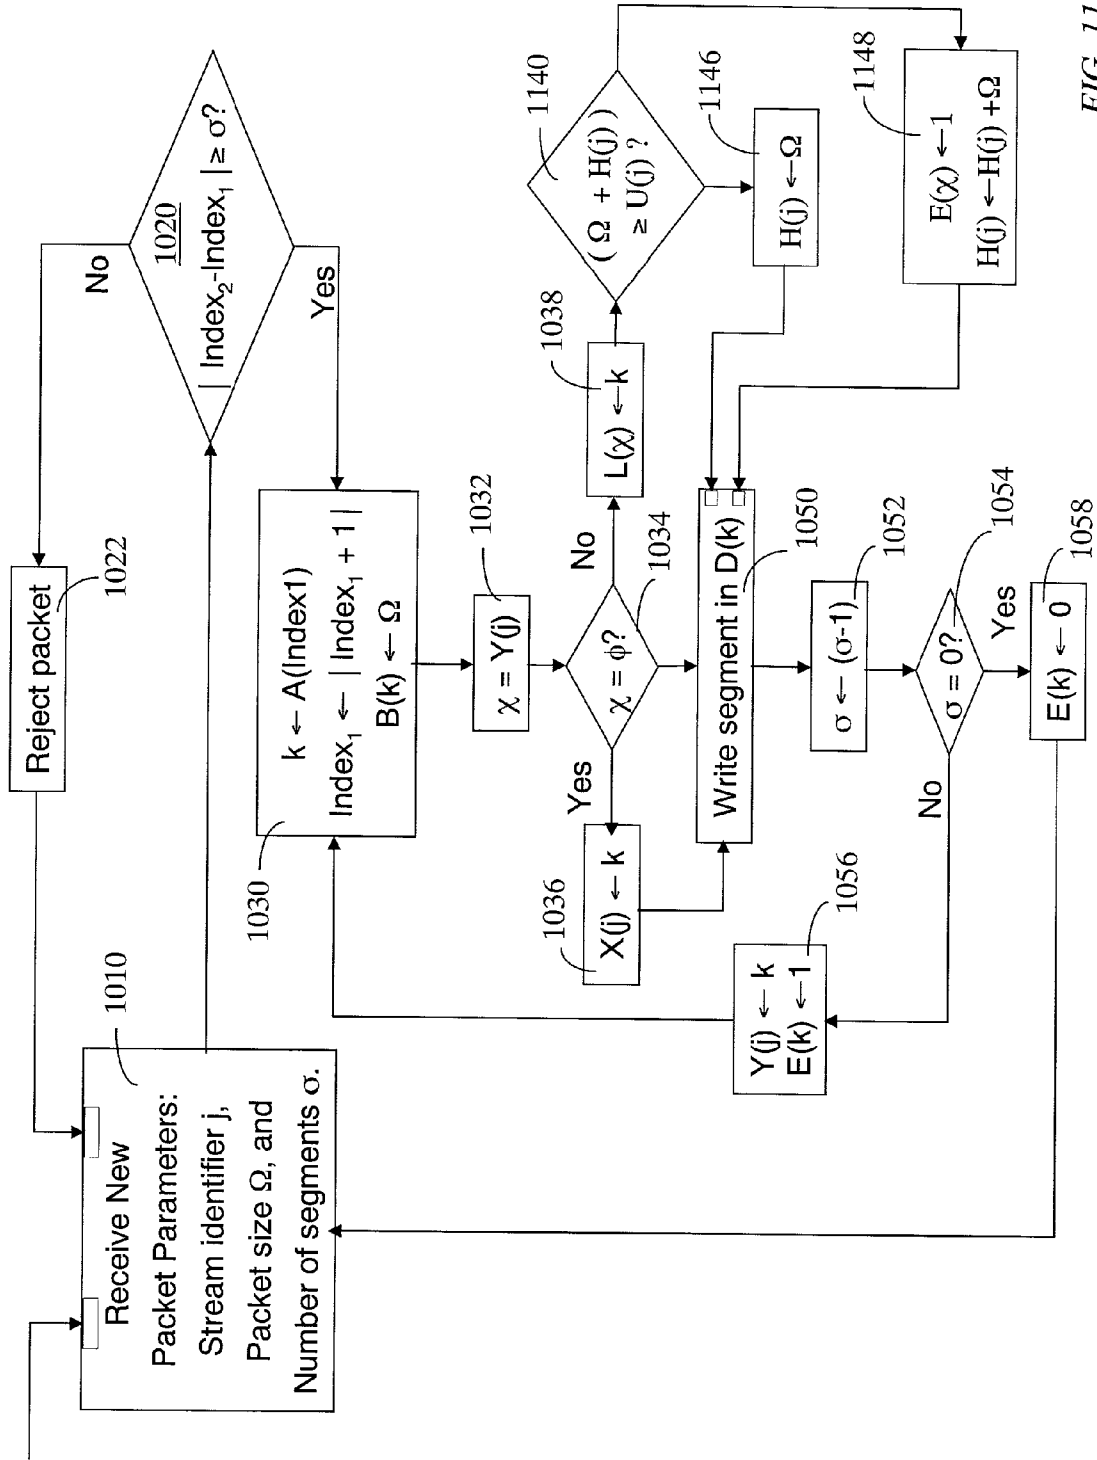 Receive New
Packet Parameters:
Stream identifier j,
Packet size Ω, and
Number of segments σ.
1010
Reject packet
1022
No
1020
| Index₂-Index₁ | ≥ σ?
Yes
k ← A(Index1)
Index₁ ← | Index₁ + 1 |
B(k) ← Ω
1030
χ = Y(j)
1032
χ = ϕ?
1034
Yes
No
X(j) ← k
1036
L(χ) ← k
1038
( Ω + H(j) )
≥ U(j) ?
1140
H(j) ← Ω
1146
E(χ) ← 1
H(j) ← H(j) + Ω
1148
Write segment in D(k)
1050
σ ← (σ-1)
1052
σ = 0?
1054
No
Yes
Y(j) ← k
E(k) ← 1
1056
E(k) ← 0
1058
FIG. 11